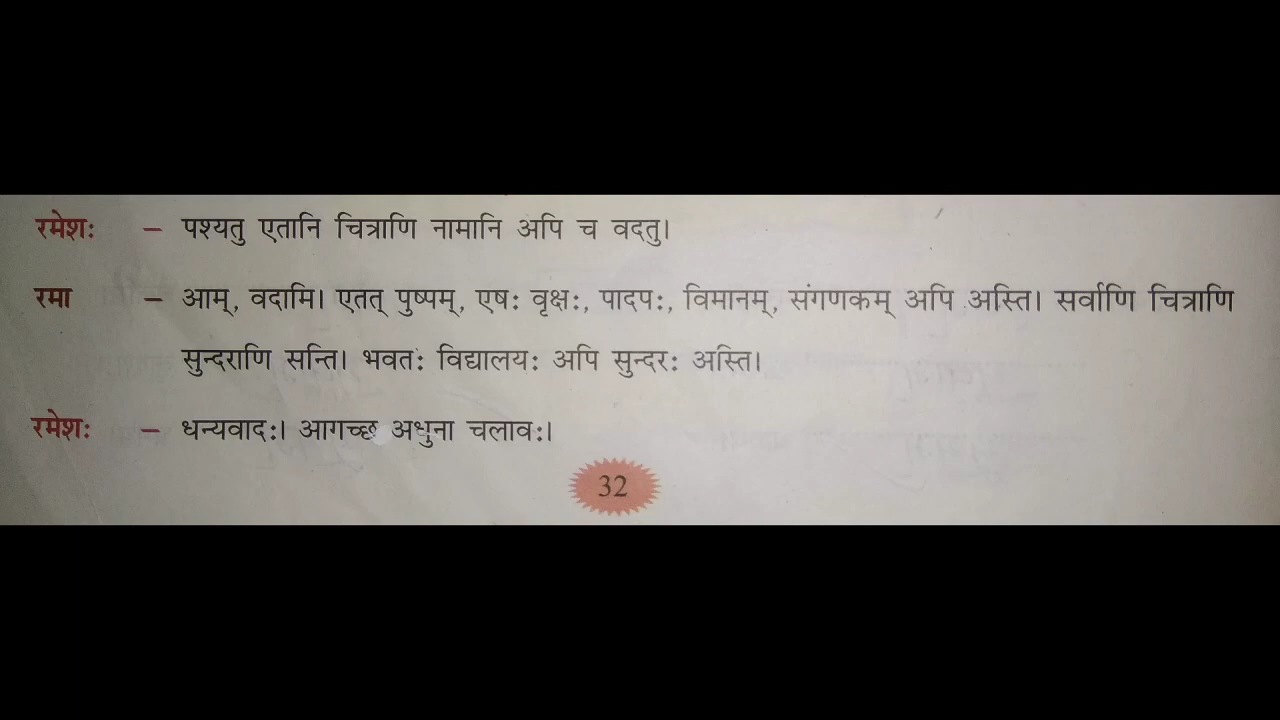 रमेशः – पश्यतु एतानि चित्राणि नामानि अपि च वदतु।
रमा – आम्, वदामि। एतत् पुष्पम्, एषः वृक्षः, पादपः, विमानम्, संगणकम् अपि अस्ति। सर्वाणि चित्राणि
सुन्दराणि सन्ति। भवतः विद्यालयः अपि सुन्दरः अस्ति।
रमेशः – धन्यवादः। आगच्छ अधुना चलावः।
32